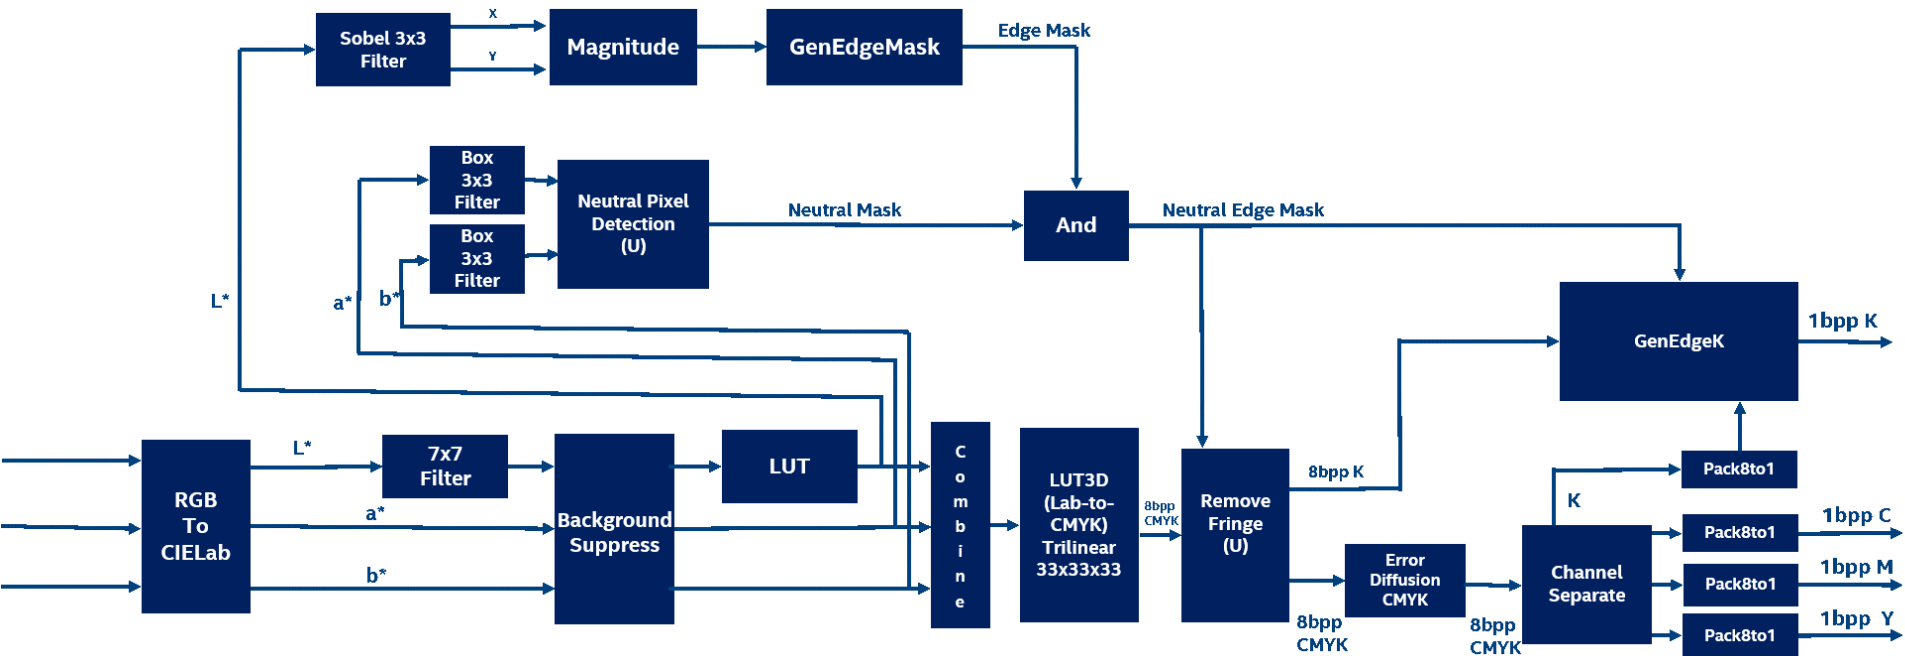 Sobel 3x3
Filter
X
Y
Magnitude
GenEdgeMask
Edge Mask
Box
3x3
Filter
Box
3x3
Filter
Neutral Pixel
Detection
(U)
Neutral Mask
And
Neutral Edge Mask
L*
a*
b*
GenEdgeK
1bpp K
RGB
To
CIELab
L*
a*
b*
7x7
Filter
Background
Suppress
LUT
C
o
m
b
i
n
e
LUT3D
(Lab-to-
CMYK)
Trilinear
33x33x33
8bpp
CMYK
Remove
Fringe
(U)
8bpp K
8bpp
CMYK
Error
Diffusion
CMYK
8bpp
CMYK
Channel
Separate
K
Pack8to1
Pack8to1
1bpp C
Pack8to1
1bpp M
Pack8to1
1bpp Y